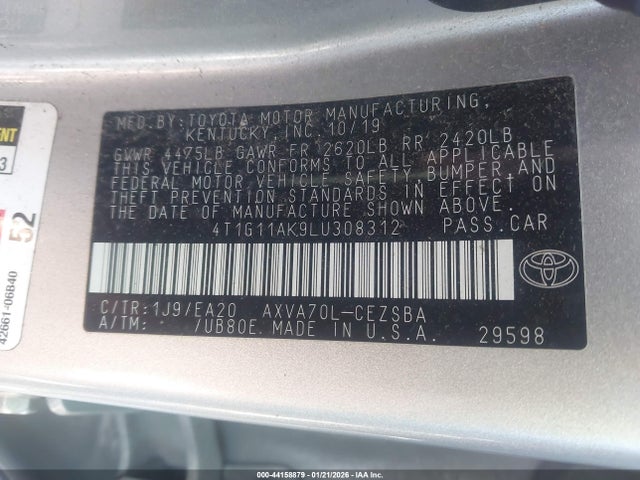 MFD.BY:TOYOTA MOTOR MANUFACTURING,
KENTUCKY,INC. 10/19
GVWR 4475LB GAWR FR 2620LB RR 2420LB
THIS VEHICLE CONFORMS TO ALL APPLICABLE
FEDERAL MOTOR VEHICLE SAFETY,BUMPER,AND
THEFT PREVENTION STANDARDS IN EFFECT ON
THE DATE OF MANUFACTURE SHOWN ABOVE.
4T1G11AK9LU308312 PASS.CAR
C/TR:1J9/EA20 AXVA70L-CEZSBA
A/TM: /UB80E. MADE IN U.S.A. 29598
52
42661-06B40
000-44158879 - 01/21/2026 - IAA, Inc.